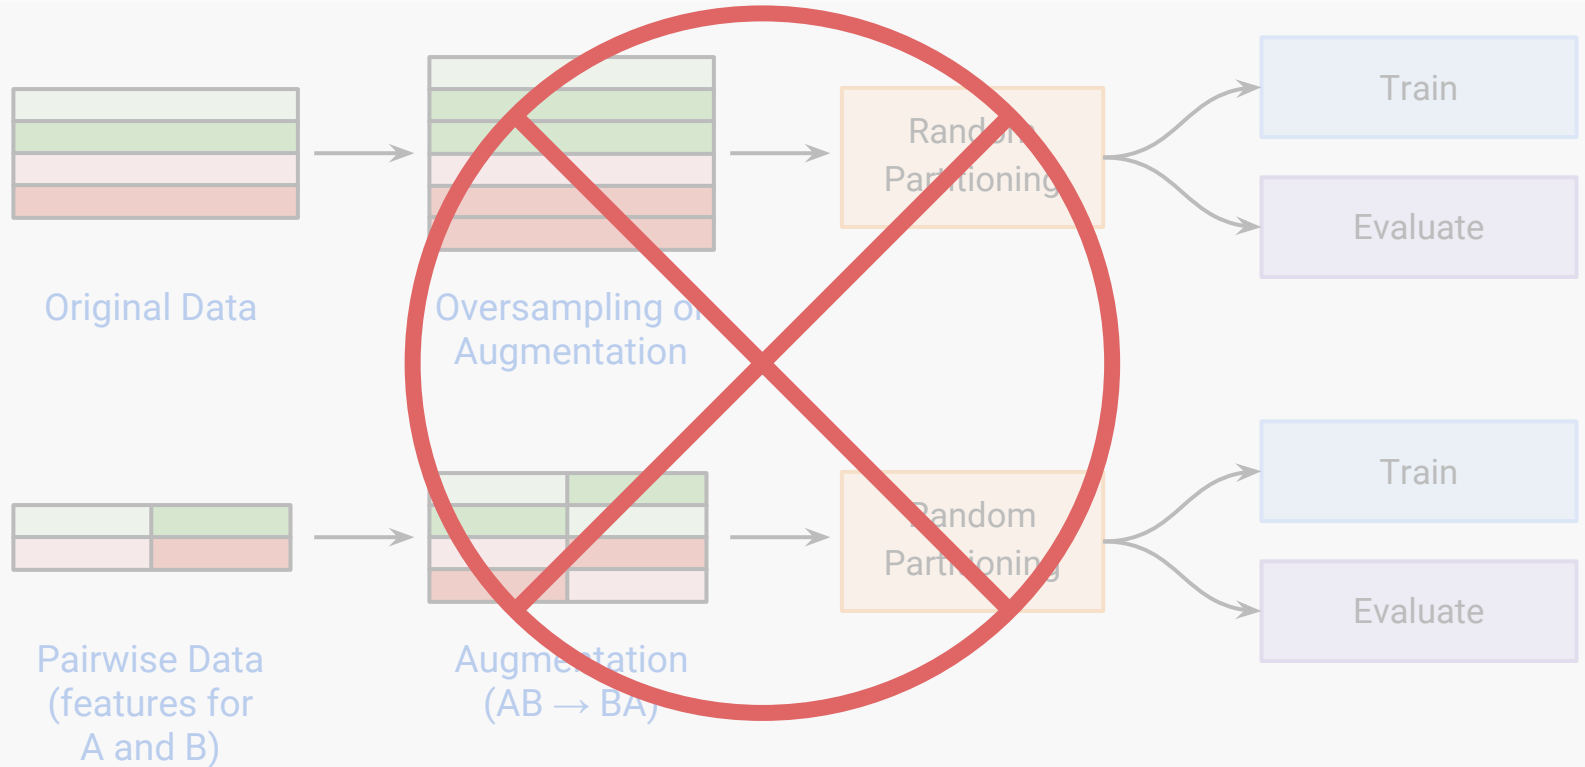 Original Data
Oversampling or
Augmentation
Random
Partitioning
Train
Evaluate
Pairwise Data
(features for
A and B)
Augmentation
(AB → BA)
Random
Partitioning
Train
Evaluate